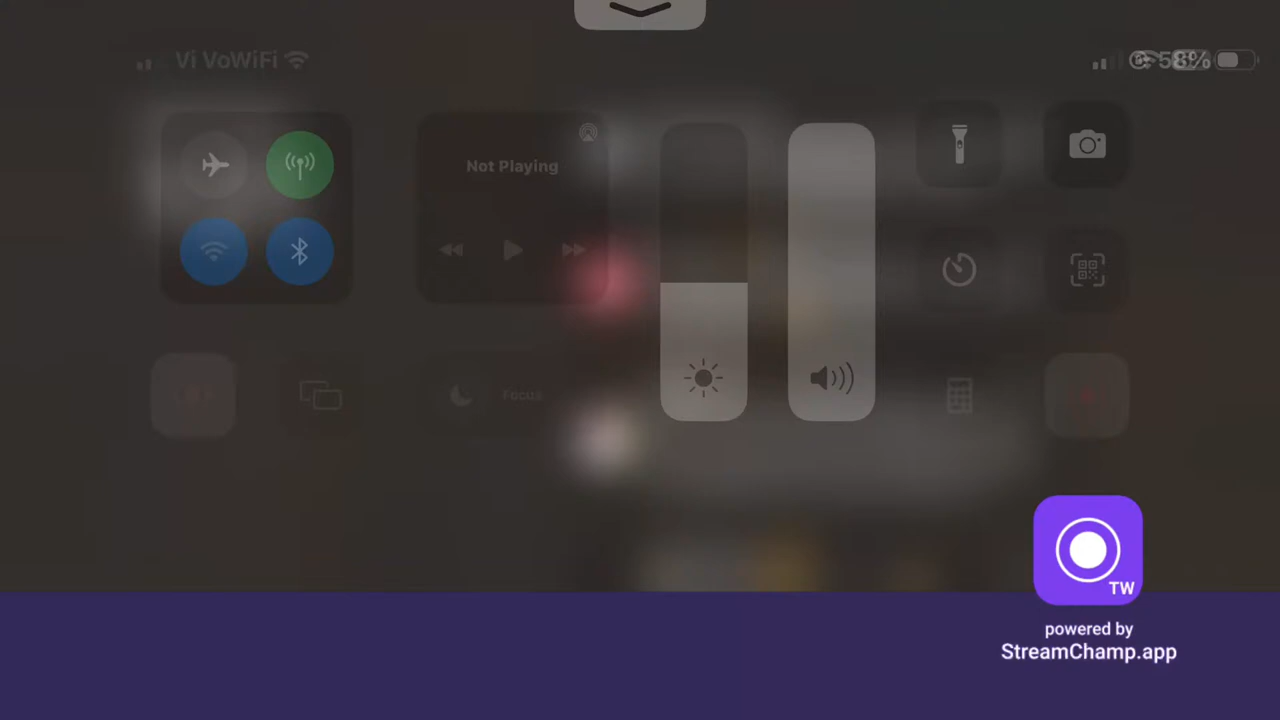 Vi VoWiFi
58%
Not Playing
Focus
TW
powered by
StreamChamp.app